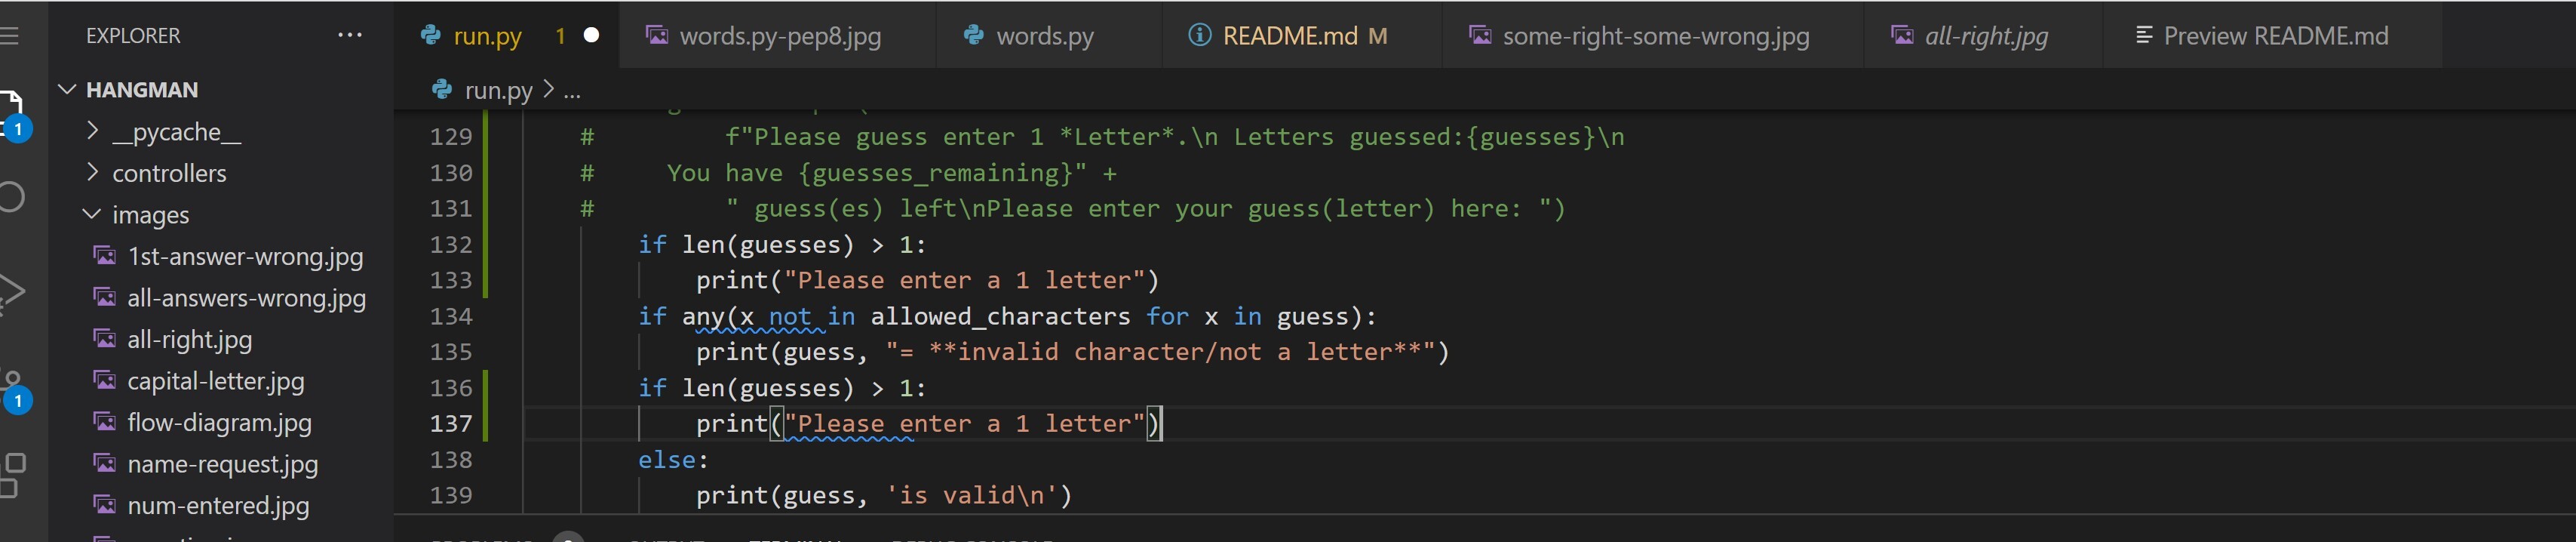 EXPLORER ...
run.py 1
words.py-pep8.jpg
words.py
README.md M
some-right-some-wrong.jpg
all-right.jpg
Preview README.md
HANGMAN
__pycache__
controllers
images
1st-answer-wrong.jpg
all-answers-wrong.jpg
all-right.jpg
capital-letter.jpg
flow-diagram.jpg
name-request.jpg
num-entered.jpg
1
1
run.py > ...
129 # f"Please guess enter 1 *Letter*.\n Letters guessed:{guesses}\n
130 # You have {guesses_remaining}" +
131 # " guess(es) left\nPlease enter your guess(letter) here: ")
132 if len(guesses) > 1:
133 print("Please enter a 1 letter")
134 if any(x not in allowed_characters for x in guess):
135 print(guess, "= **invalid character/not a letter**")
136 if len(guesses) > 1:
137 print("Please enter a 1 letter")
138 else:
139 print(guess, 'is valid\n')